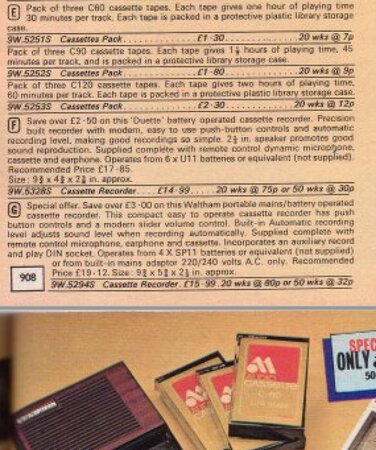 E Pack of three C60 cassette tapes. Each tape gives one hour of playing time
30 minutes per track. Each tape is packed in a protective plastic library storage
case.
9W.5251S Cassettes Pack £1·30 20 wks @ 7p
Pack of three C90 cassette tapes. Each tape gives 1½ hours of playing time, 45
minutes per track, and is packed in a protective library storage case.
9W.5252S Cassettes Pack £1·80 20 wks @ 9p
Pack of three C120 cassette tapes. Each tape gives two hours of playing time,
60 minutes per track. Each tape is packed in a protective plastic library storage case.
9W.5253S Cassettes Pack £2·30 20 wks @ 12p
F Save over £2·50 on this 'Duette' battery operated cassette recorder. Precision
built recorder with modern, easy to use push-button controls and automatic
recording level, making good recordings so simple. 2½ in. speaker promotes good
sound reproduction. Supplied complete with remote control dynamic microphone,
cassette and earphone. Operates from 6 x U11 batteries or equivalent (not supplied).
Recommended Price £17·85.
Size: in. approx.
9W.5328S Cassette Recorder £14·99 20 wks @ 75p or 50 wks @ 30p
G Special offer. Save over £3·00 on this Waltham portable mains/battery operated
cassette recorder. This compact easy to operate cassette recorder has push
button controls and a modern slider volume control. Built-in Automatic recording
level adjusts sound level when recording automatically. Supplied complete with
remote control microphone, earphone and cassette. Incorporates an auxiliary record
and play DIN socket. Operates from 4 X SP11 batteries or equivalent (not supplied)
or from built-in mains adaptor 220/240 volts A.C. only. Recommended
Price £19·12. Size: in. approx.
9W.5294S Cassette Recorder £15·99 20 wks @ 80p or 50 wks @ 32p
908
SPEC
ONLY
50
CASSETTE
C-60